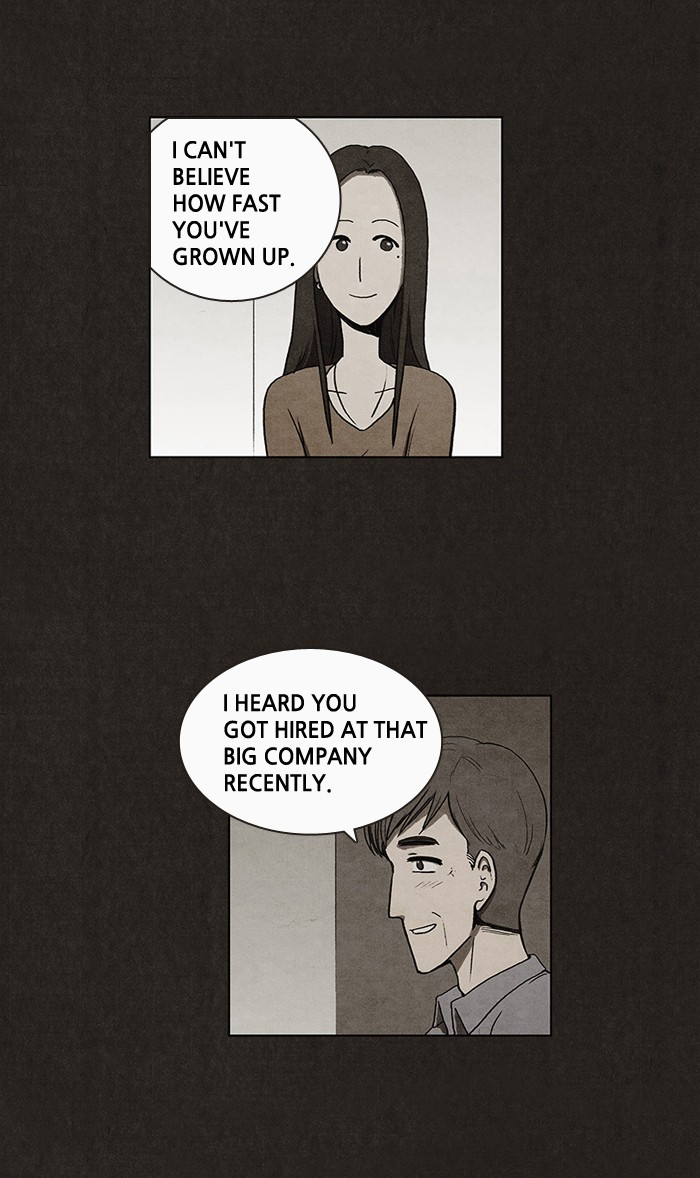 I CAN'T
BELIEVE
HOW FAST
YOU'VE
GROWN UP.
I HEARD YOU
GOT HIRED AT THAT
BIG COMPANY
RECENTLY.